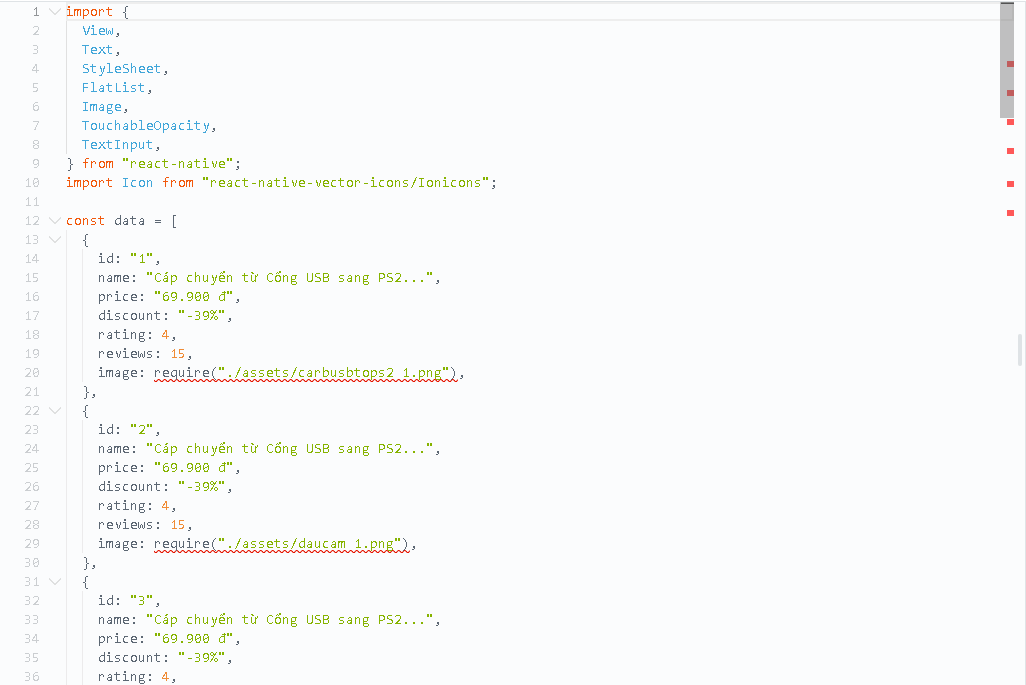 1 import {
2 View,
3 Text,
4 StyleSheet,
5 FlatList,
6 Image,
7 TouchableOpacity,
8 TextInput,
9 } from "react-native";
10 import Icon from "react-native-vector-icons/Ionicons";
11
12 const data = [
13 {
14 id: "1",
15 name: "Cáp chuyển từ Cổng USB sang PS2...",
16 price: "69.900 đ",
17 discount: "-39%",
18 rating: 4,
19 reviews: 15,
20 image: require("./assets/carbusbtops2 1.png"),
21 },
22 {
23 id: "2",
24 name: "Cáp chuyển từ Cổng USB sang PS2...",
25 price: "69.900 đ",
26 discount: "-39%",
27 rating: 4,
28 reviews: 15,
29 image: require("./assets/daucam 1.png"),
30 },
31 {
32 id: "3",
33 name: "Cáp chuyển từ Cổng USB sang PS2...",
34 price: "69.900 đ",
35 discount: "-39%",
36 rating: 4,